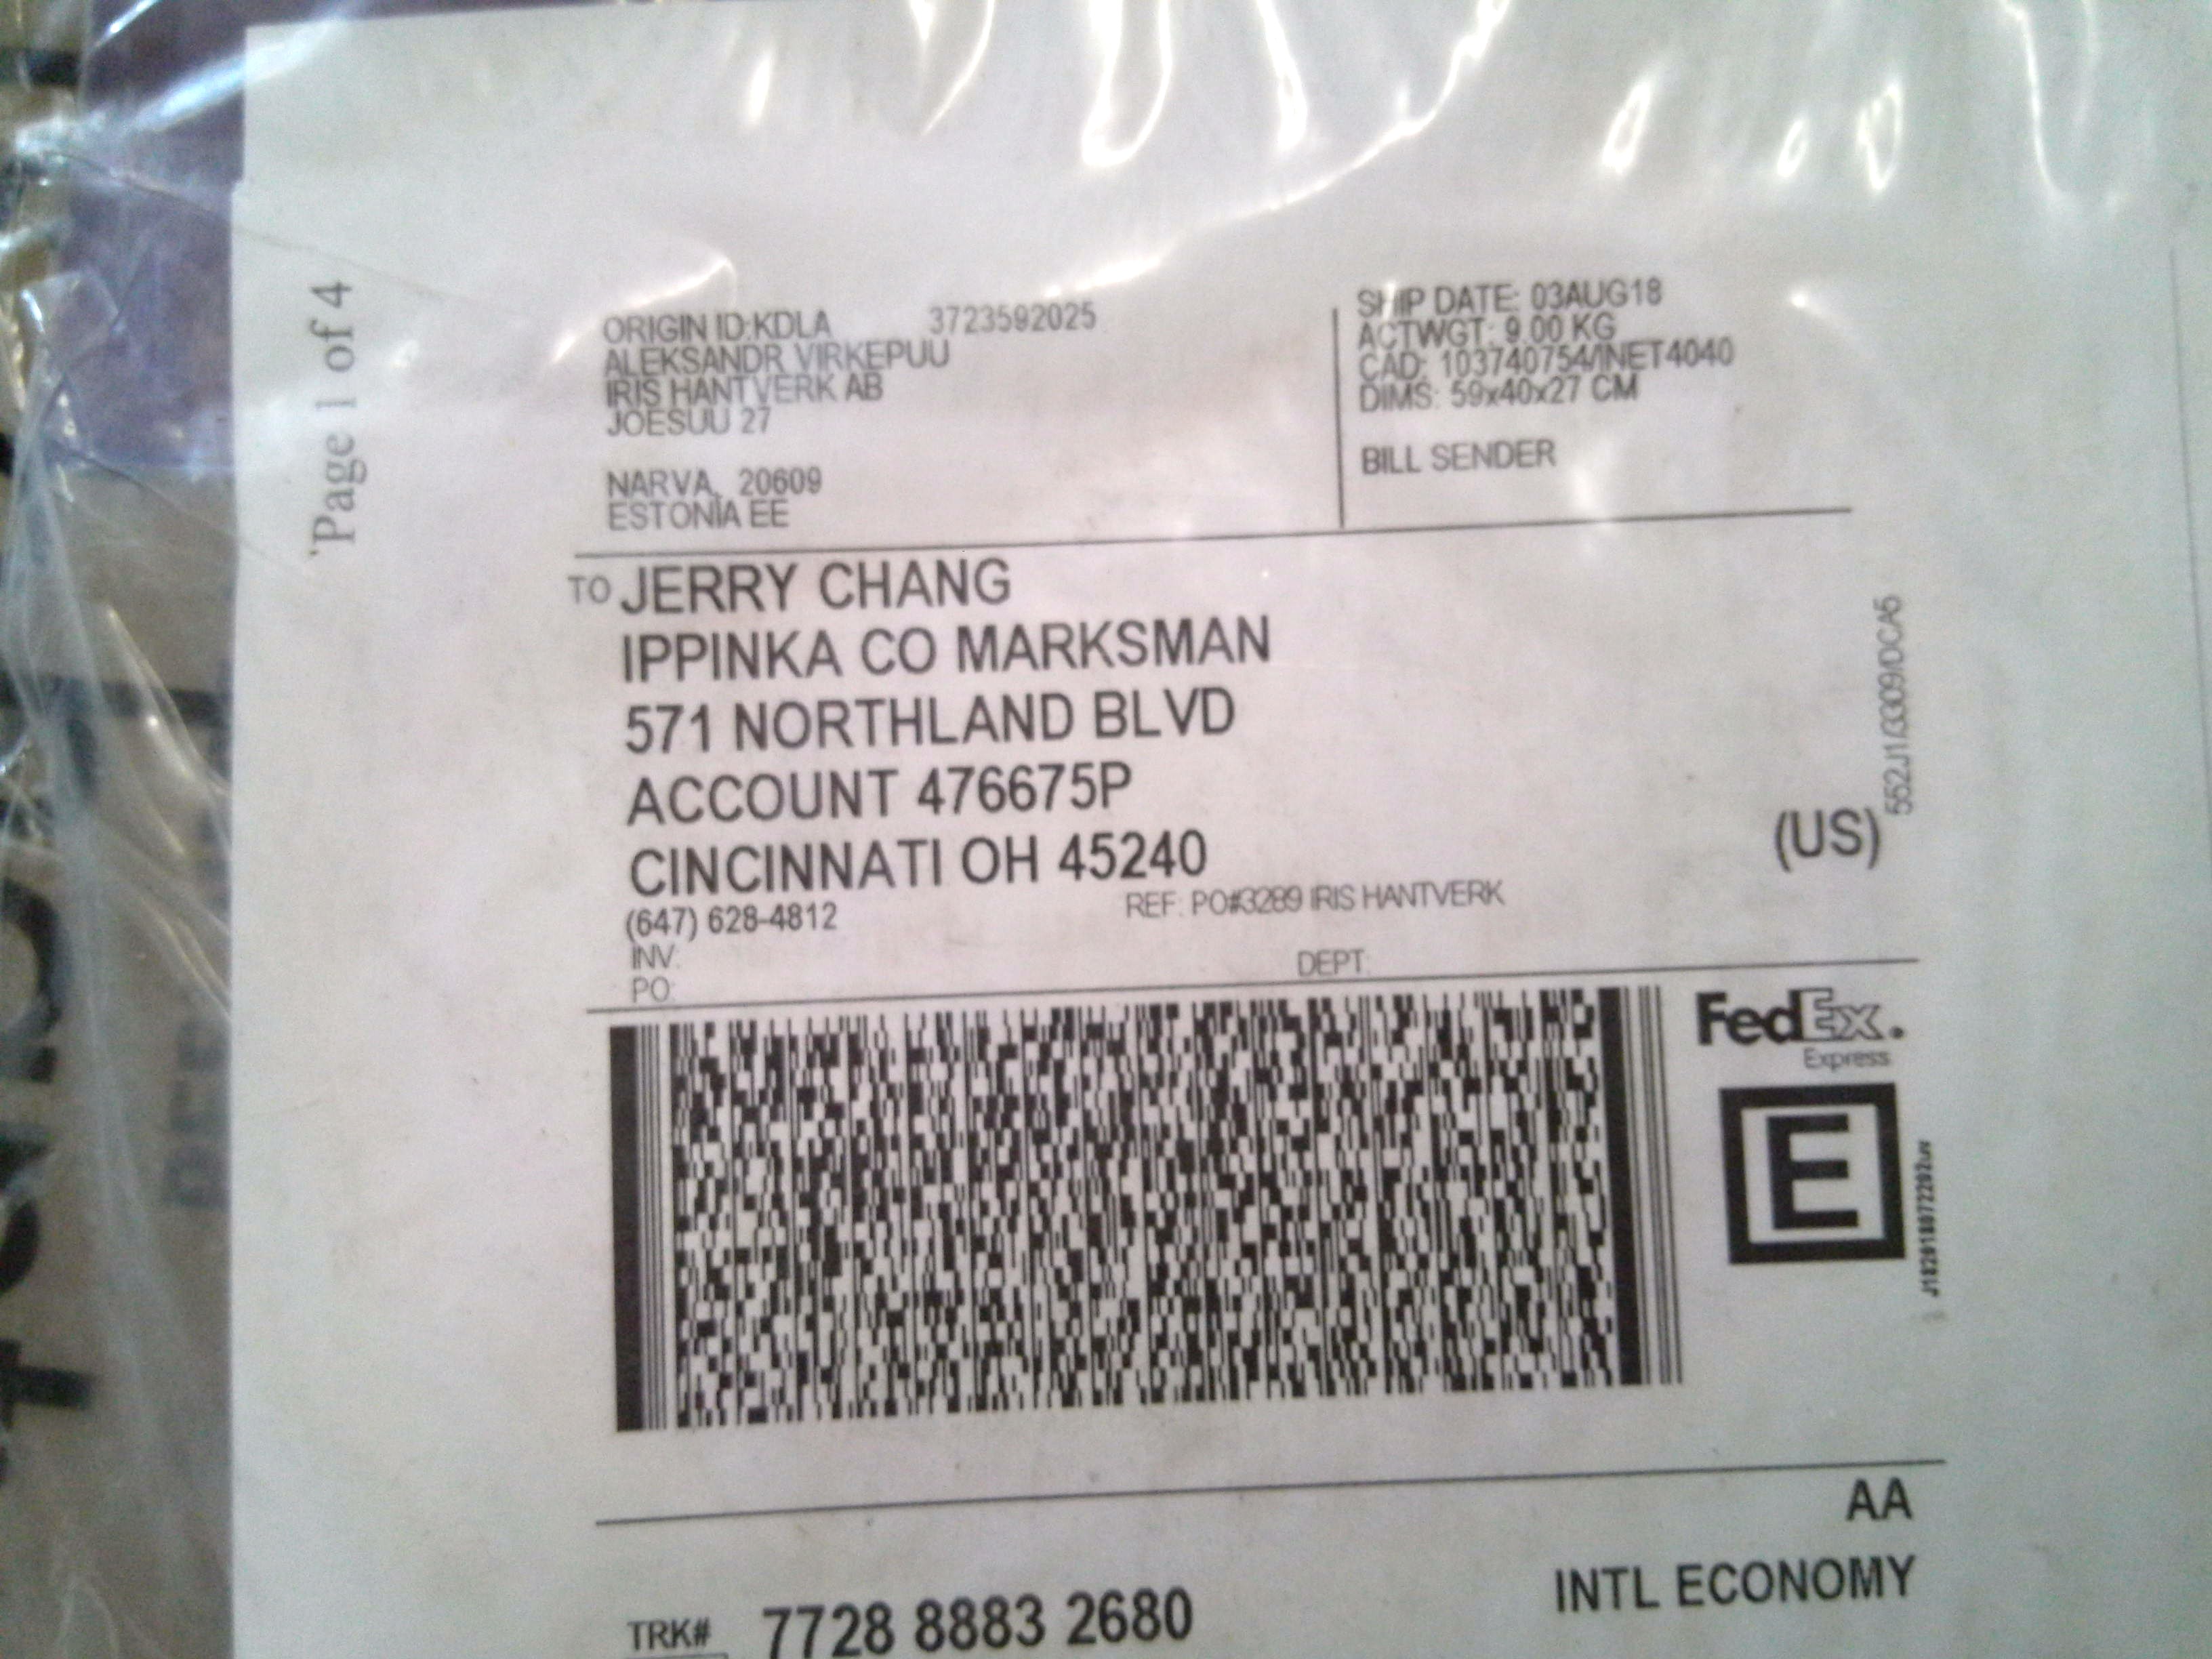 Page 1 of 4
ORIGIN ID:KDLA 3723592025
ALEKSANDR VIRKEPUU
IRIS HANTVERK AB
JOESUU 27
NARVA, 20609
ESTONIA EE
SHIP DATE: 03AUG18
ACTWGT: 9.00 KG
CAD: 103740754/INET4040
DIMS: 59x40x27 CM
BILL SENDER
TO JERRY CHANG
IPPINKA CO MARKSMAN
571 NORTHLAND BLVD
ACCOUNT 476675P
CINCINNATI OH 45240
(US)
552J1/3309/DCA5
(647) 628-4812
REF: PO#3289 IRIS HANTVERK
INV:
PO:
DEPT:
FedEx.
Express
E
AA
INTL ECONOMY
TRK# 7728 8883 2680